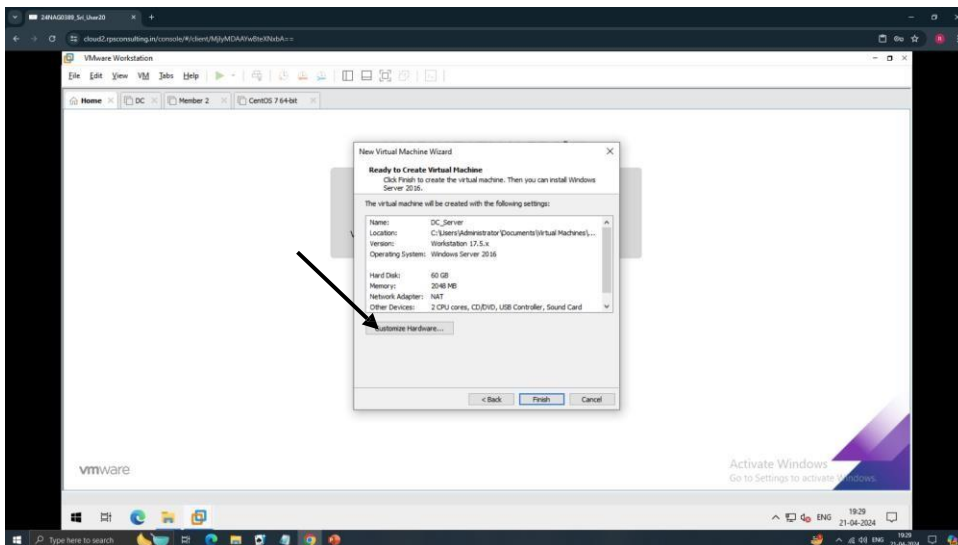 24NAG0389_Sri_User20
cloud2.rpsconsulting.in/console/#/client/MjIyMDAAYwBteXNxbA==
VMware Workstation
File Edit View VM Tabs Help
Home DC Member 2 CentOS 7 64-bit
New Virtual Machine Wizard
Ready to Create Virtual Machine
Click Finish to create the virtual machine. Then you can install Windows
Server 2016.
The virtual machine will be created with the following settings:
Name: DC_Server
Location: C:\Users\Administrator\Documents\Virtual Machines\...
Version: Workstation 17.5.x
Operating System: Windows Server 2016
Hard Disk: 60 GB
Memory: 2048 MB
Network Adapter: NAT
Other Devices: 2 CPU cores, CD/DVD, USB Controller, Sound Card
Customize Hardware...
< Back Finish Cancel
vmware
Activate Windows
Go to Settings to activate Windows.
ENG 19:29
21-04-2024
Type here to search
ENG 19:29
21-04-2024